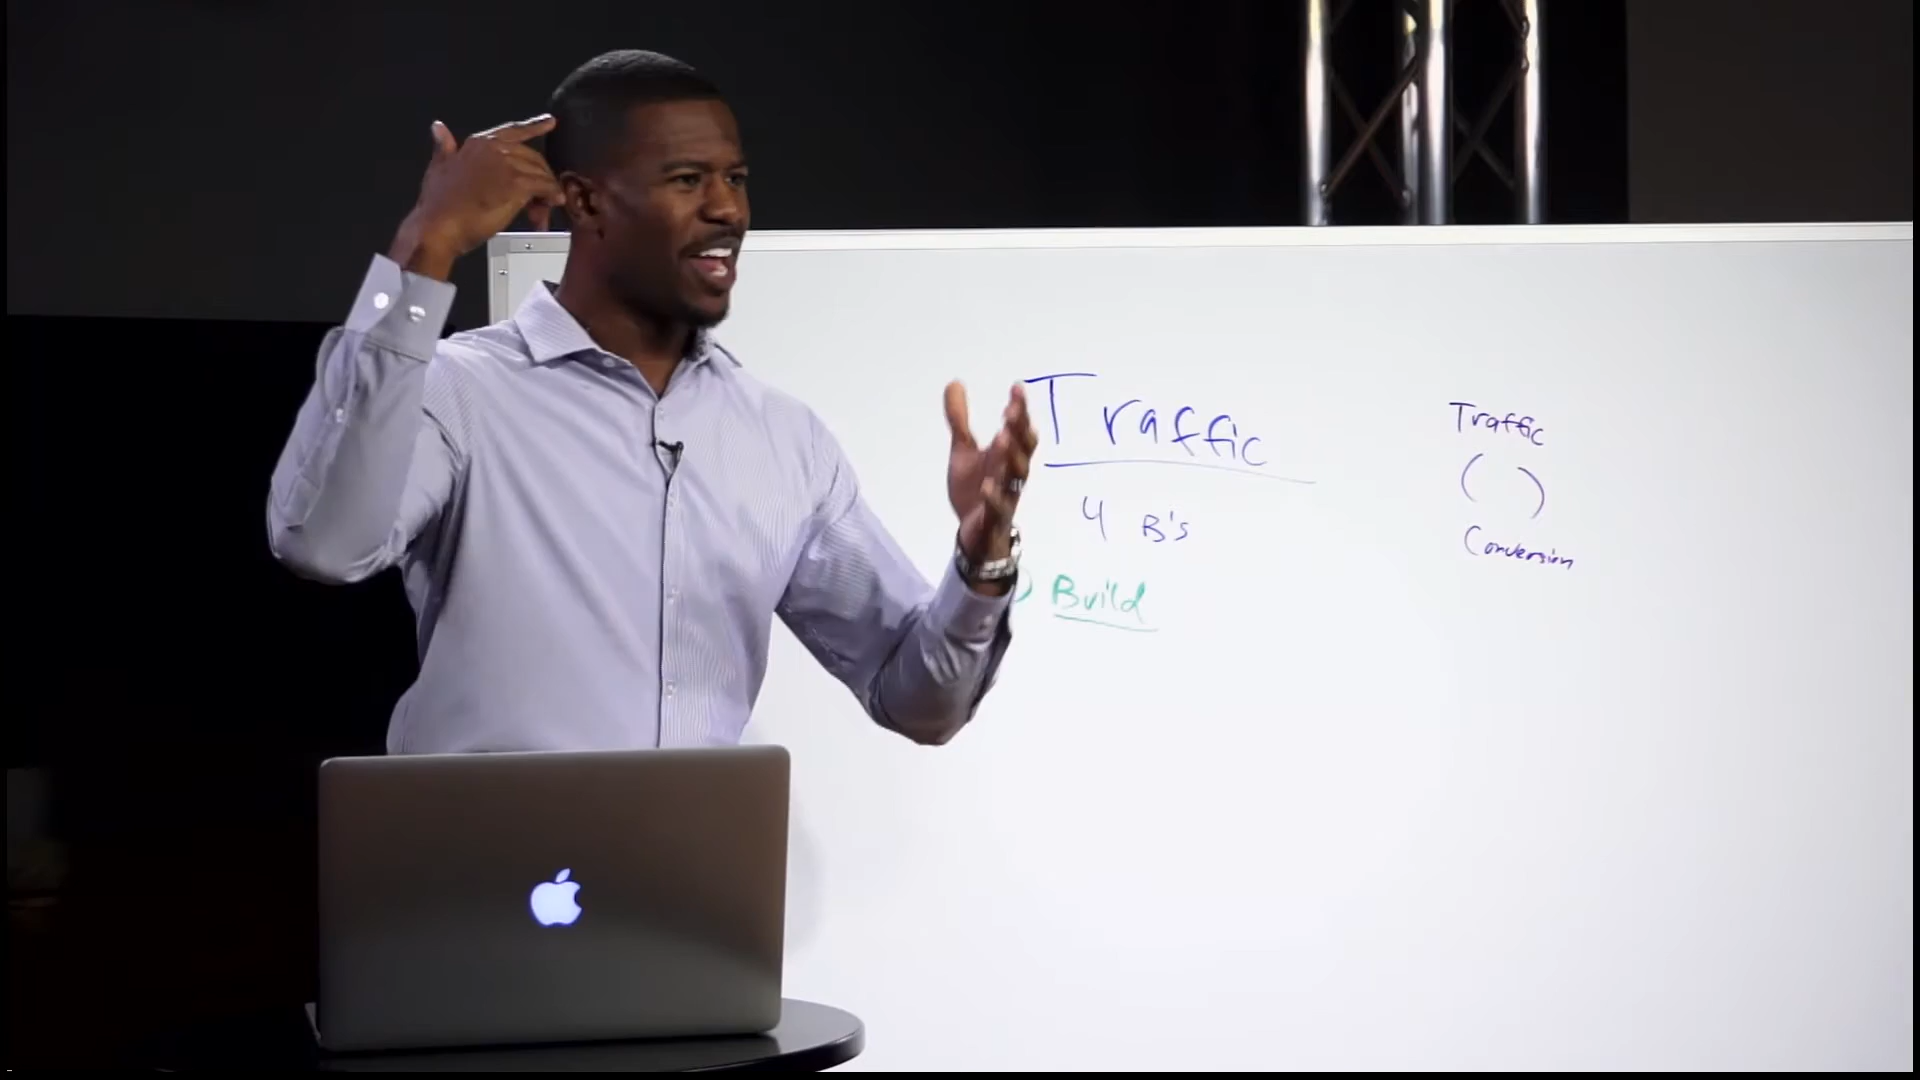 Traffic
4 B's
) Build
Traffic
( )
Conversion